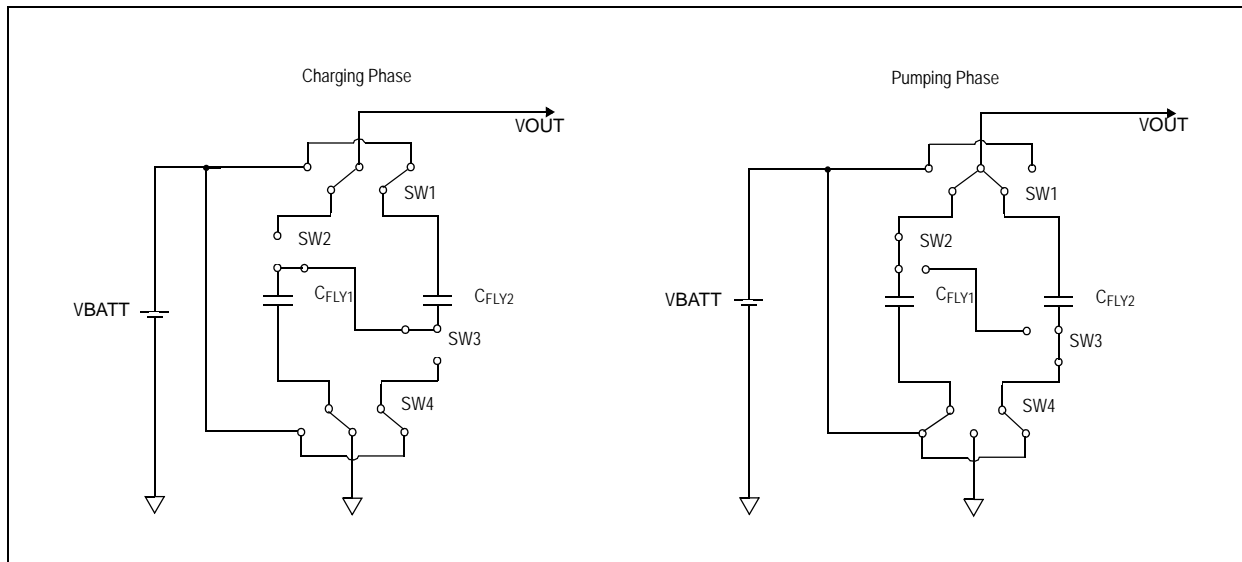 Charging Phase
VOUT
SW1
SW2
CFLY1
CFLY2
VBATT
SW3
SW4
Pumping Phase
VOUT
SW1
SW2
CFLY1
CFLY2
VBATT
SW3
SW4